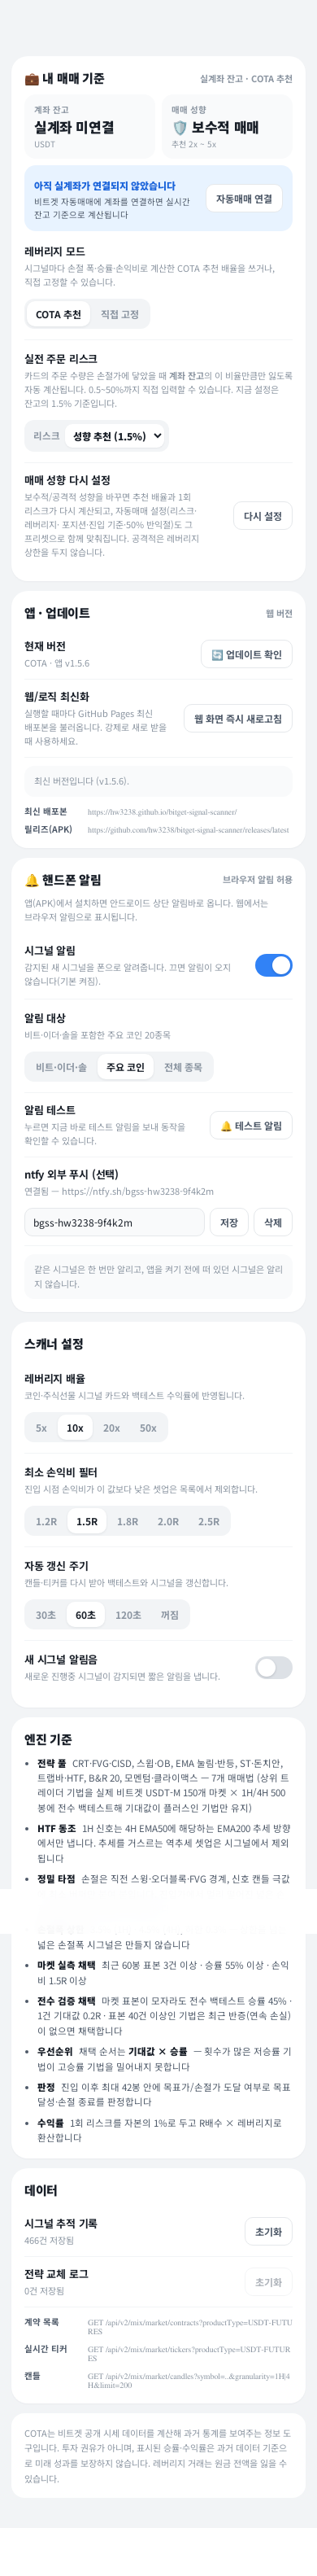 💼 내 매매 기준
실계좌 잔고 · COTA 추천
계좌 잔고
실계좌 미연결
USDT
매매 성향
🛡️ 보수적 매매
추천 2x ~ 5x
아직 실계좌가 연결되지 않았습니다
비트겟 자동매매에 계좌를 연결하면 실시간
잔고 기준으로 계산됩니다
자동매매 연결
레버리지 모드
시그널마다 손절 폭·승률·손익비로 계산한 COTA 추천 배율을 쓰거나,
직접 고정할 수 있습니다.
COTA 추천
직접 고정
실전 주문 리스크
카드의 주문 수량은 손절가에 닿았을 때 계좌 잔고의 이 비율만큼만 잃도록
자동 계산됩니다. 0.5~50%까지 직접 입력할 수 있습니다. 지금 설정은
잔고의 1.5% 기준입니다.
리스크 성향 추천 (1.5%)
매매 성향 다시 설정
보수적/공격적 성향을 바꾸면 추천 배율과 1회
리스크가 다시 계산되고, 자동매매 설정(리스크·
레버리지· 포지션·진입 기준·50% 반익절)도 그
프리셋으로 함께 맞춰집니다. 공격적은 레버리지
상한을 두지 않습니다.
다시 설정
앱 · 업데이트
웹 버전
현재 버전
COTA · 앱 v1.5.6
🔄 업데이트 확인
웹/로직 최신화
실행할 때마다 GitHub Pages 최신
배포본을 불러옵니다. 강제로 새로 받을
때 사용하세요.
웹 화면 즉시 새로고침
최신 버전입니다 (v1.5.6).
최신 배포본 https://hw3238.github.io/bitget-signal-scanner/
릴리즈(APK) https://github.com/hw3238/bitget-signal-scanner/releases/latest
🔔 핸드폰 알림
브라우저 알림 허용
앱(APK)에서 설치하면 안드로이드 상단 알림바로 옵니다. 웹에서는
브라우저 알림으로 표시됩니다.
시그널 알림
감지된 새 시그널을 폰으로 알려줍니다. 끄면 알림이 오지
않습니다(기본 켜짐).
알림 대상
비트·이더·솔을 포함한 주요 코인 20종목
비트·이더·솔
주요 코인
전체 종목
알림 테스트
누르면 지금 바로 테스트 알림을 보내 동작을
확인할 수 있습니다.
🔔 테스트 알림
ntfy 외부 푸시 (선택)
연결됨 — https://ntfy.sh/bgss-hw3238-9f4k2m
bgss-hw3238-9f4k2m
저장
삭제
같은 시그널은 한 번만 알리고, 앱을 켜기 전에 떠 있던 시그널은 알리
지 않습니다.
스캐너 설정
레버리지 배율
코인·주식선물 시그널 카드와 백테스트 수익률에 반영됩니다.
5x
10x
20x
50x
최소 손익비 필터
진입 시점 손익비가 이 값보다 낮은 셋업은 목록에서 제외합니다.
1.2R
1.5R
1.8R
2.0R
2.5R
자동 갱신 주기
캔들·티커를 다시 받아 백테스트와 시그널을 갱신합니다.
30초
60초
120초
꺼짐
새 시그널 알림음
새로운 진행중 시그널이 감지되면 짧은 알림을 냅니다.
엔진 기준
• 전략 풀 CRT·FVG·CISD, 스윕·OB, EMA 눌림·반등, ST·돈치안,
트랩바·HTF, B&R 20, 모멘텀·클라이맥스 — 7개 매매법 (상위 트
레이더 기법을 실제 비트겟 USDT-M 150개 마켓 × 1H/4H 500
봉에 전수 백테스트해 기대값이 플러스인 기법만 유지)
• HTF 동조 1H 신호는 4H EMA50에 해당하는 EMA200 추세 방향
에서만 냅니다. 추세를 거스르는 역추세 셋업은 시그널에서 제외
됩니다
• 정밀 타점 손절은 직전 스윙·오더블록·FVG 경계, 신호 캔들 극값
넓은 손절폭 시그널은 만들지 않습니다
• 마켓 실측 채택 최근 60봉 표본 3건 이상 · 승률 55% 이상 · 손익
비 1.5R 이상
• 전수 검증 채택 마켓 표본이 모자라도 전수 백테스트 승률 45% ·
1건 기대값 0.2R · 표본 40건 이상인 기법은 최근 반증(연속 손실)
이 없으면 채택합니다
• 우선순위 채택 순서는 기대값 × 승률 — 횟수가 많은 저승률 기
법이 고승률 기법을 밀어내지 못합니다
• 판정 진입 이후 최대 42봉 안에 목표가/손절가 도달 여부로 목표
달성·손절 종료를 판정합니다
• 수익률 1회 리스크를 자본의 1%로 두고 R배수 × 레버리지로
환산합니다
데이터
시그널 추적 기록
466건 저장됨
초기화
전략 교체 로그
0건 저장됨
초기화
계약 목록 GET /api/v2/mix/market/contracts?productType=USDT-FUTU
RES
실시간 티커 GET /api/v2/mix/market/tickers?productType=USDT-FUTUR
ES
캔들 GET /api/v2/mix/market/candles?symbol=...&granularity=1H|4
H&limit=200
COTA는 비트겟 공개 시세 데이터를 계산해 과거 통계를 보여주는 정보 도
구입니다. 투자 권유가 아니며, 표시된 승률·수익률은 과거 데이터 기준으
로 미래 성과를 보장하지 않습니다. 레버리지 거래는 원금 전액을 잃을 수
있습니다.